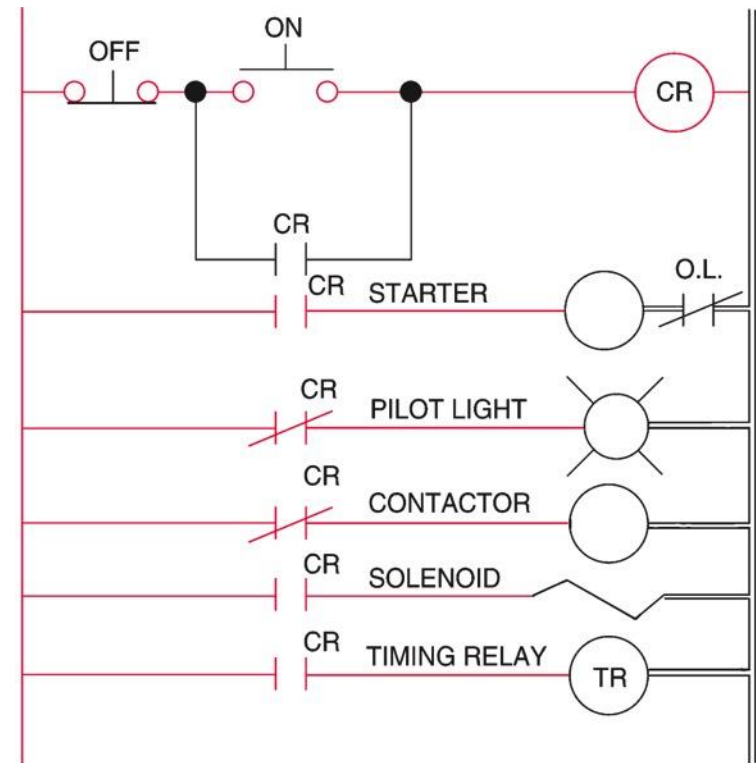 ON
OFF
CR
CR
CR STARTER O.L.
CR
PILOT LIGHT
CR
CONTACTOR
CR
SOLENOID
CR
TIMING RELAY
TR